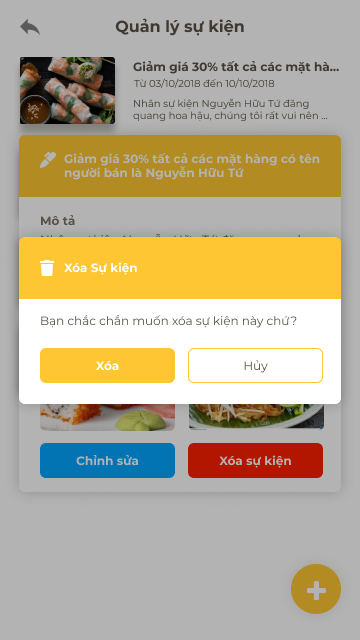 Quản lý sự kiện
Giảm giá 30% tất cả các mặt hà...
Từ 03/10/2018 đến 10/10/2018
Nhân sự kiện Nguyễn Hữu Tứ đăng
quang hoa hậu, chúng tôi rất vui nên ...
Giảm giá 30% tất cả các mặt hàng có tên
người bán là Nguyễn Hữu Tứ
Mô tả
Xóa Sự kiện
Bạn chắc chắn muốn xóa sự kiện này chứ?
Xóa
Hủy
Chỉnh sửa
Xóa sự kiện